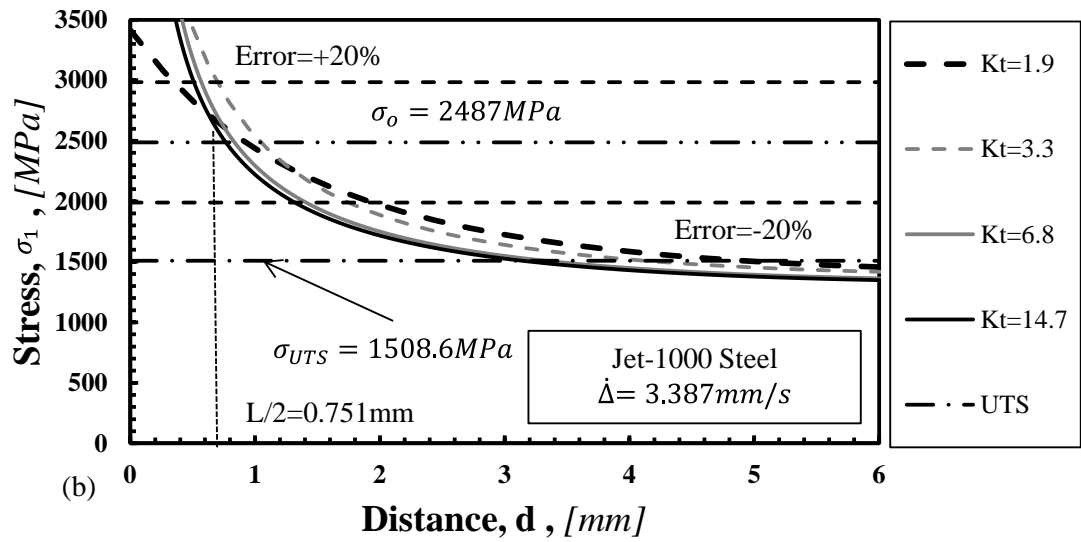 3500
3000
2500
2000
1500
1000
500
0
Stress, σ₁ , [MPa]
Error=+20%
σₒ = 2487MPa
Error=-20%
σ_UTS = 1508.6MPa
Jet-1000 Steel
Δ̇= 3.387mm/s
L/2=0.751mm
0 1 2 3 4 5 6
(b)
Distance, d , [mm]
Kt=1.9
Kt=3.3
Kt=6.8
Kt=14.7
UTS